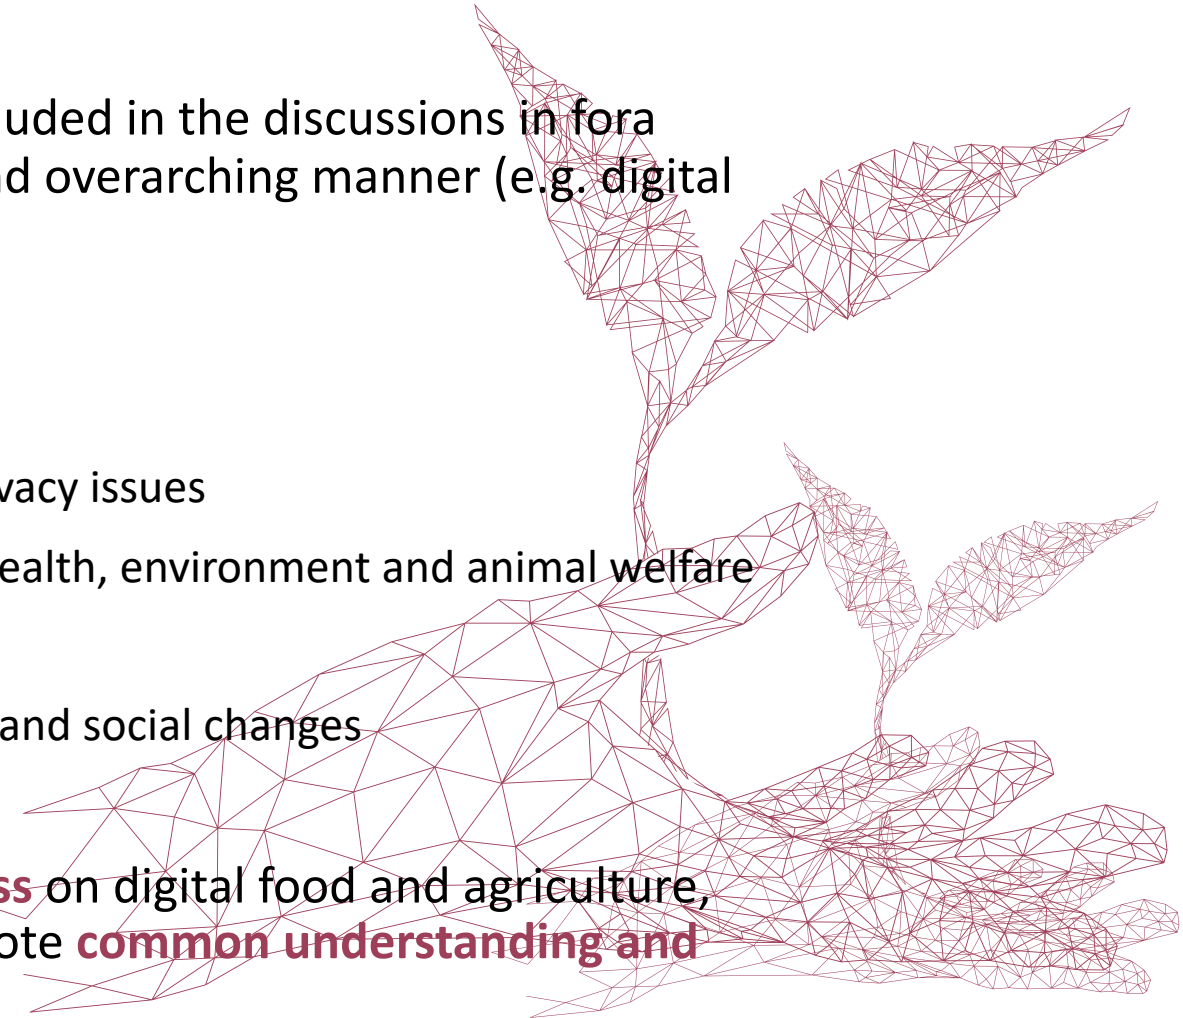 uded in the discussions in fora
d overarching manner (e.g. digital
vacy issues
ealth, environment and animal welfare
and social changes
ss on digital food and agriculture,
ote common understanding and